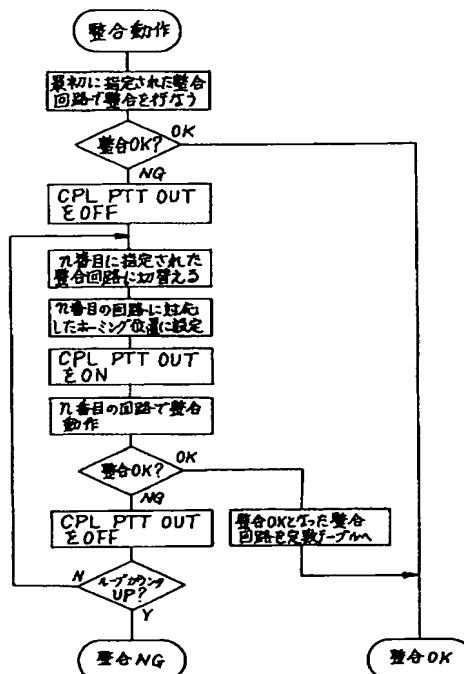 整合動作
最初に指定された整合
回路で整合を行なう
整合OK?
OK
NG
CPL PTT OUT
をOFF
n番目に指定された
整合回路に切替える
n番目の回路に対応
したホーミング位置に設定
CPL PTT OUT
をON
n番目の回路で整合
動作
整合OK?
OK
NG
CPL PTT OUT
をOFF
整合OKとなった整合
回路を定数テーブルへ
N
ループカウンタ
UP?
Y
整合NG
整合OK